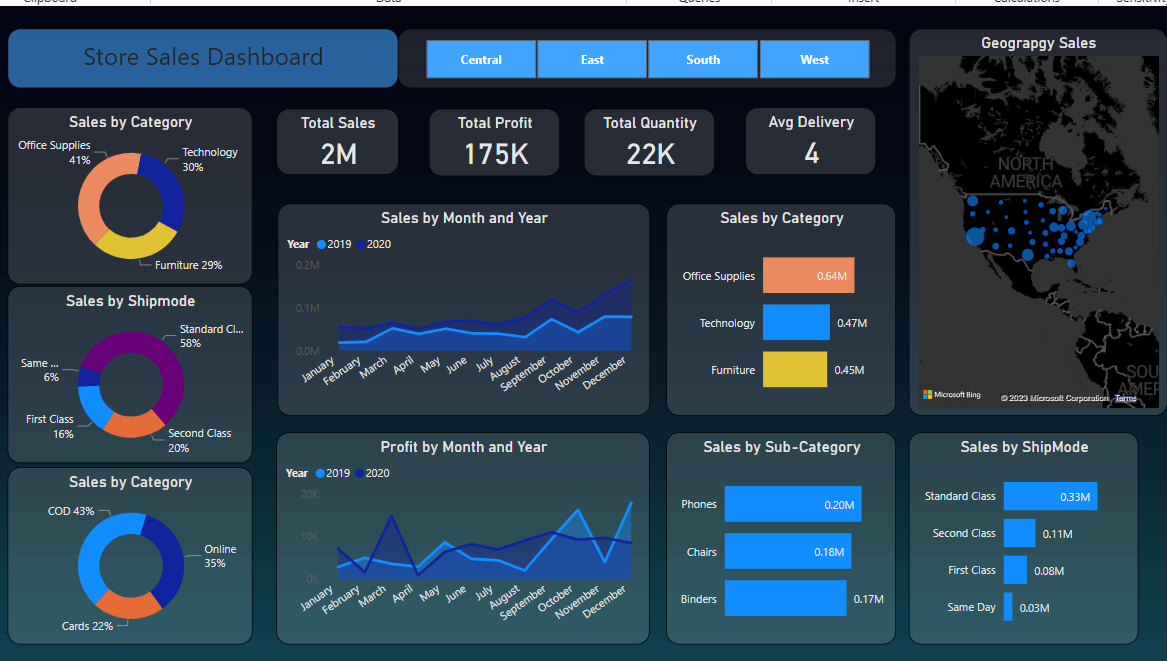 Clipboard
Data
Queries
Insert
Calculations
Store Sales Dashboard
Central
East
South
West
Geograpgy Sales
NORTH
AMERICA
SOU
AMER
Microsoft Bing
© 2023 Microsoft Corporation
Terms
Sales by Category
Office Supplies
41%
Technology
30%
Furniture 29%
Total Sales
2M
Total Profit
175K
Total Quantity
22K
Avg Delivery
4
Sales by Shipmode
Standard Cl...
58%
Same ...
6%
First Class
16%
Second Class
20%
Sales by Month and Year
Year 2019 2020
0.2M
0.1M
0.0M
January
February
March
April
May
June
July
August
September
October
November
December
Sales by Category
Office Supplies 0.64M
Technology 0.47M
Furniture 0.45M
Sales by Category
COD 43%
Online
35%
Cards 22%
Profit by Month and Year
Year 2019 2020
20K
10K
0K
January
February
March
April
May
June
July
August
September
October
November
December
Sales by Sub-Category
Phones 0.20M
Chairs 0.18M
Binders 0.17M
Sales by ShipMode
Standard Class 0.33M
Second Class 0.11M
First Class 0.08M
Same Day 0.03M